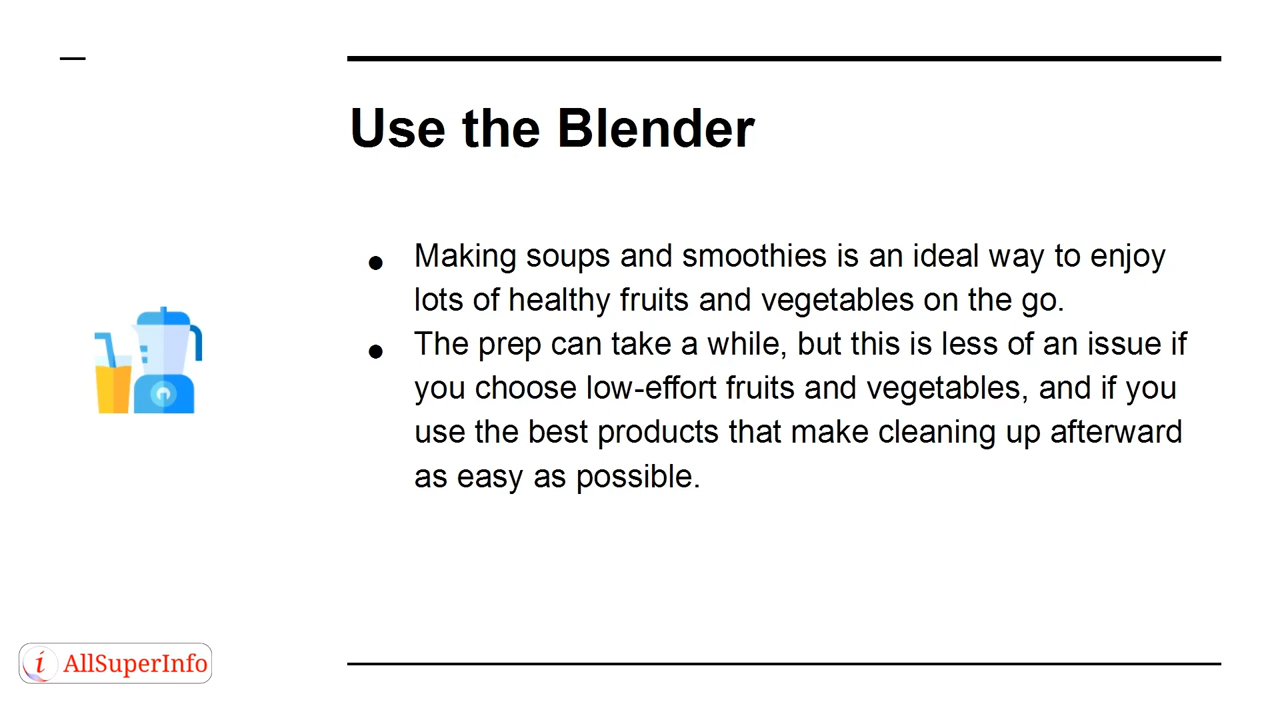 Use the Blender
● Making soups and smoothies is an ideal way to enjoy
lots of healthy fruits and vegetables on the go.
● The prep can take a while, but this is less of an issue if
you choose low-effort fruits and vegetables, and if you
use the best products that make cleaning up afterward
as easy as possible.
i AllSuperInfo